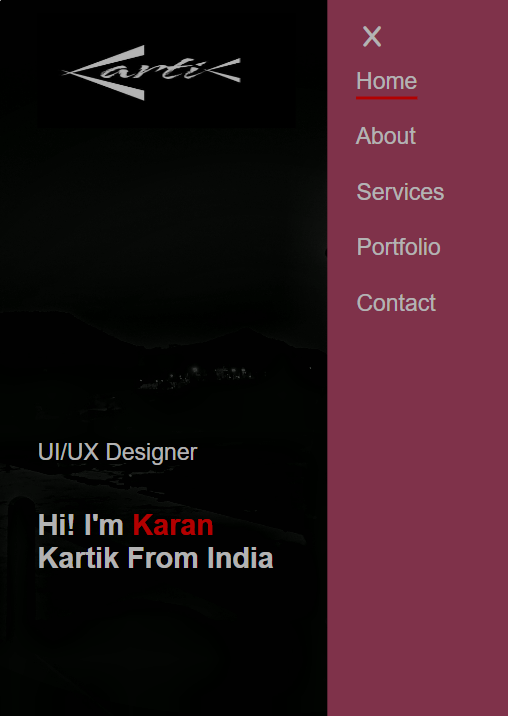 Kartik
X
Home
About
Services
Portfolio
Contact
UI/UX Designer
Hi! I'm Karan
Kartik From India